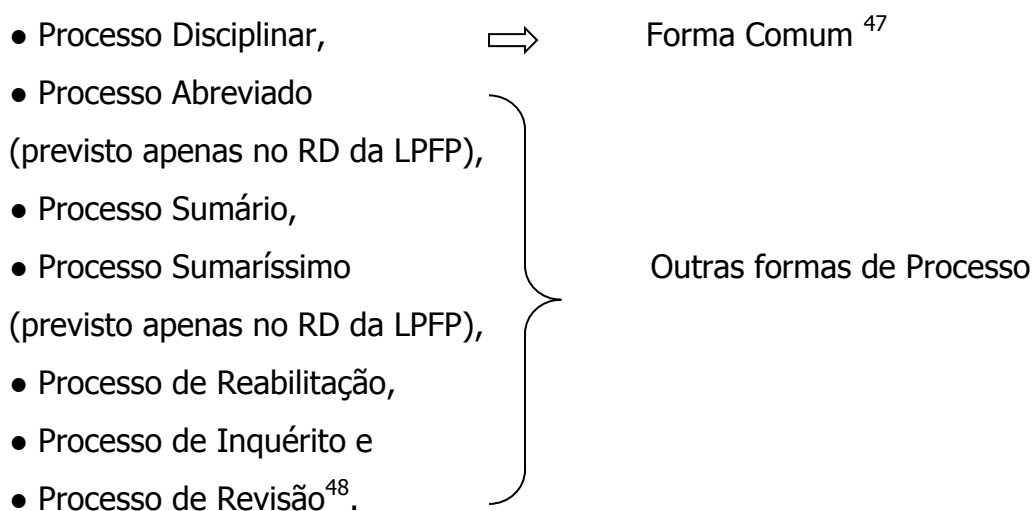 ● Processo Disciplinar, ⇒ Forma Comum 47
● Processo Abreviado
(previsto apenas no RD da LPFP),
● Processo Sumário,
● Processo Sumaríssimo Outras formas de Processo
(previsto apenas no RD da LPFP),
● Processo de Reabilitação,
● Processo de Inquérito e
● Processo de Revisão48.